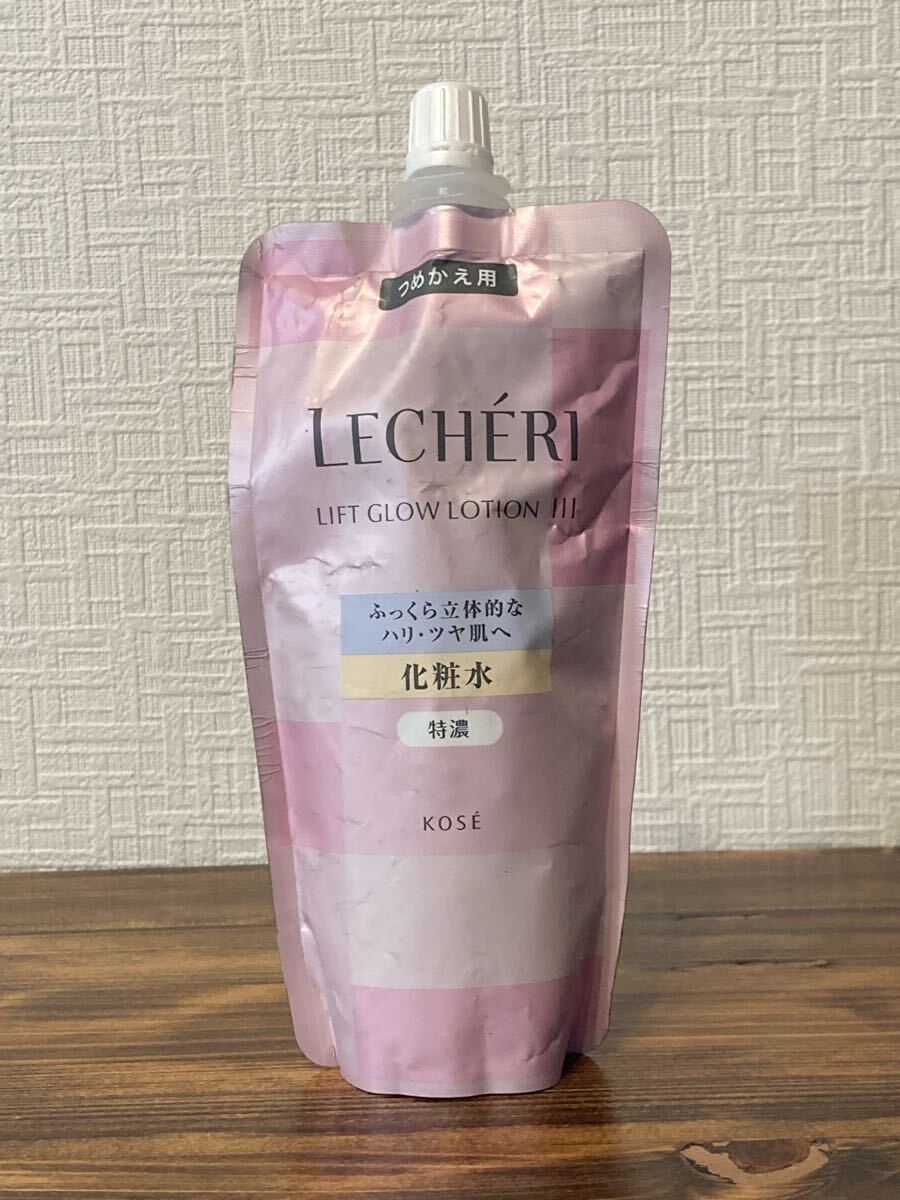 つめかえ用
LECHÉRI
LIFT GLOW LOTION III
ふっくら立体的な
ハリ・ツヤ肌へ
化粧水
特濃
KOSÉ